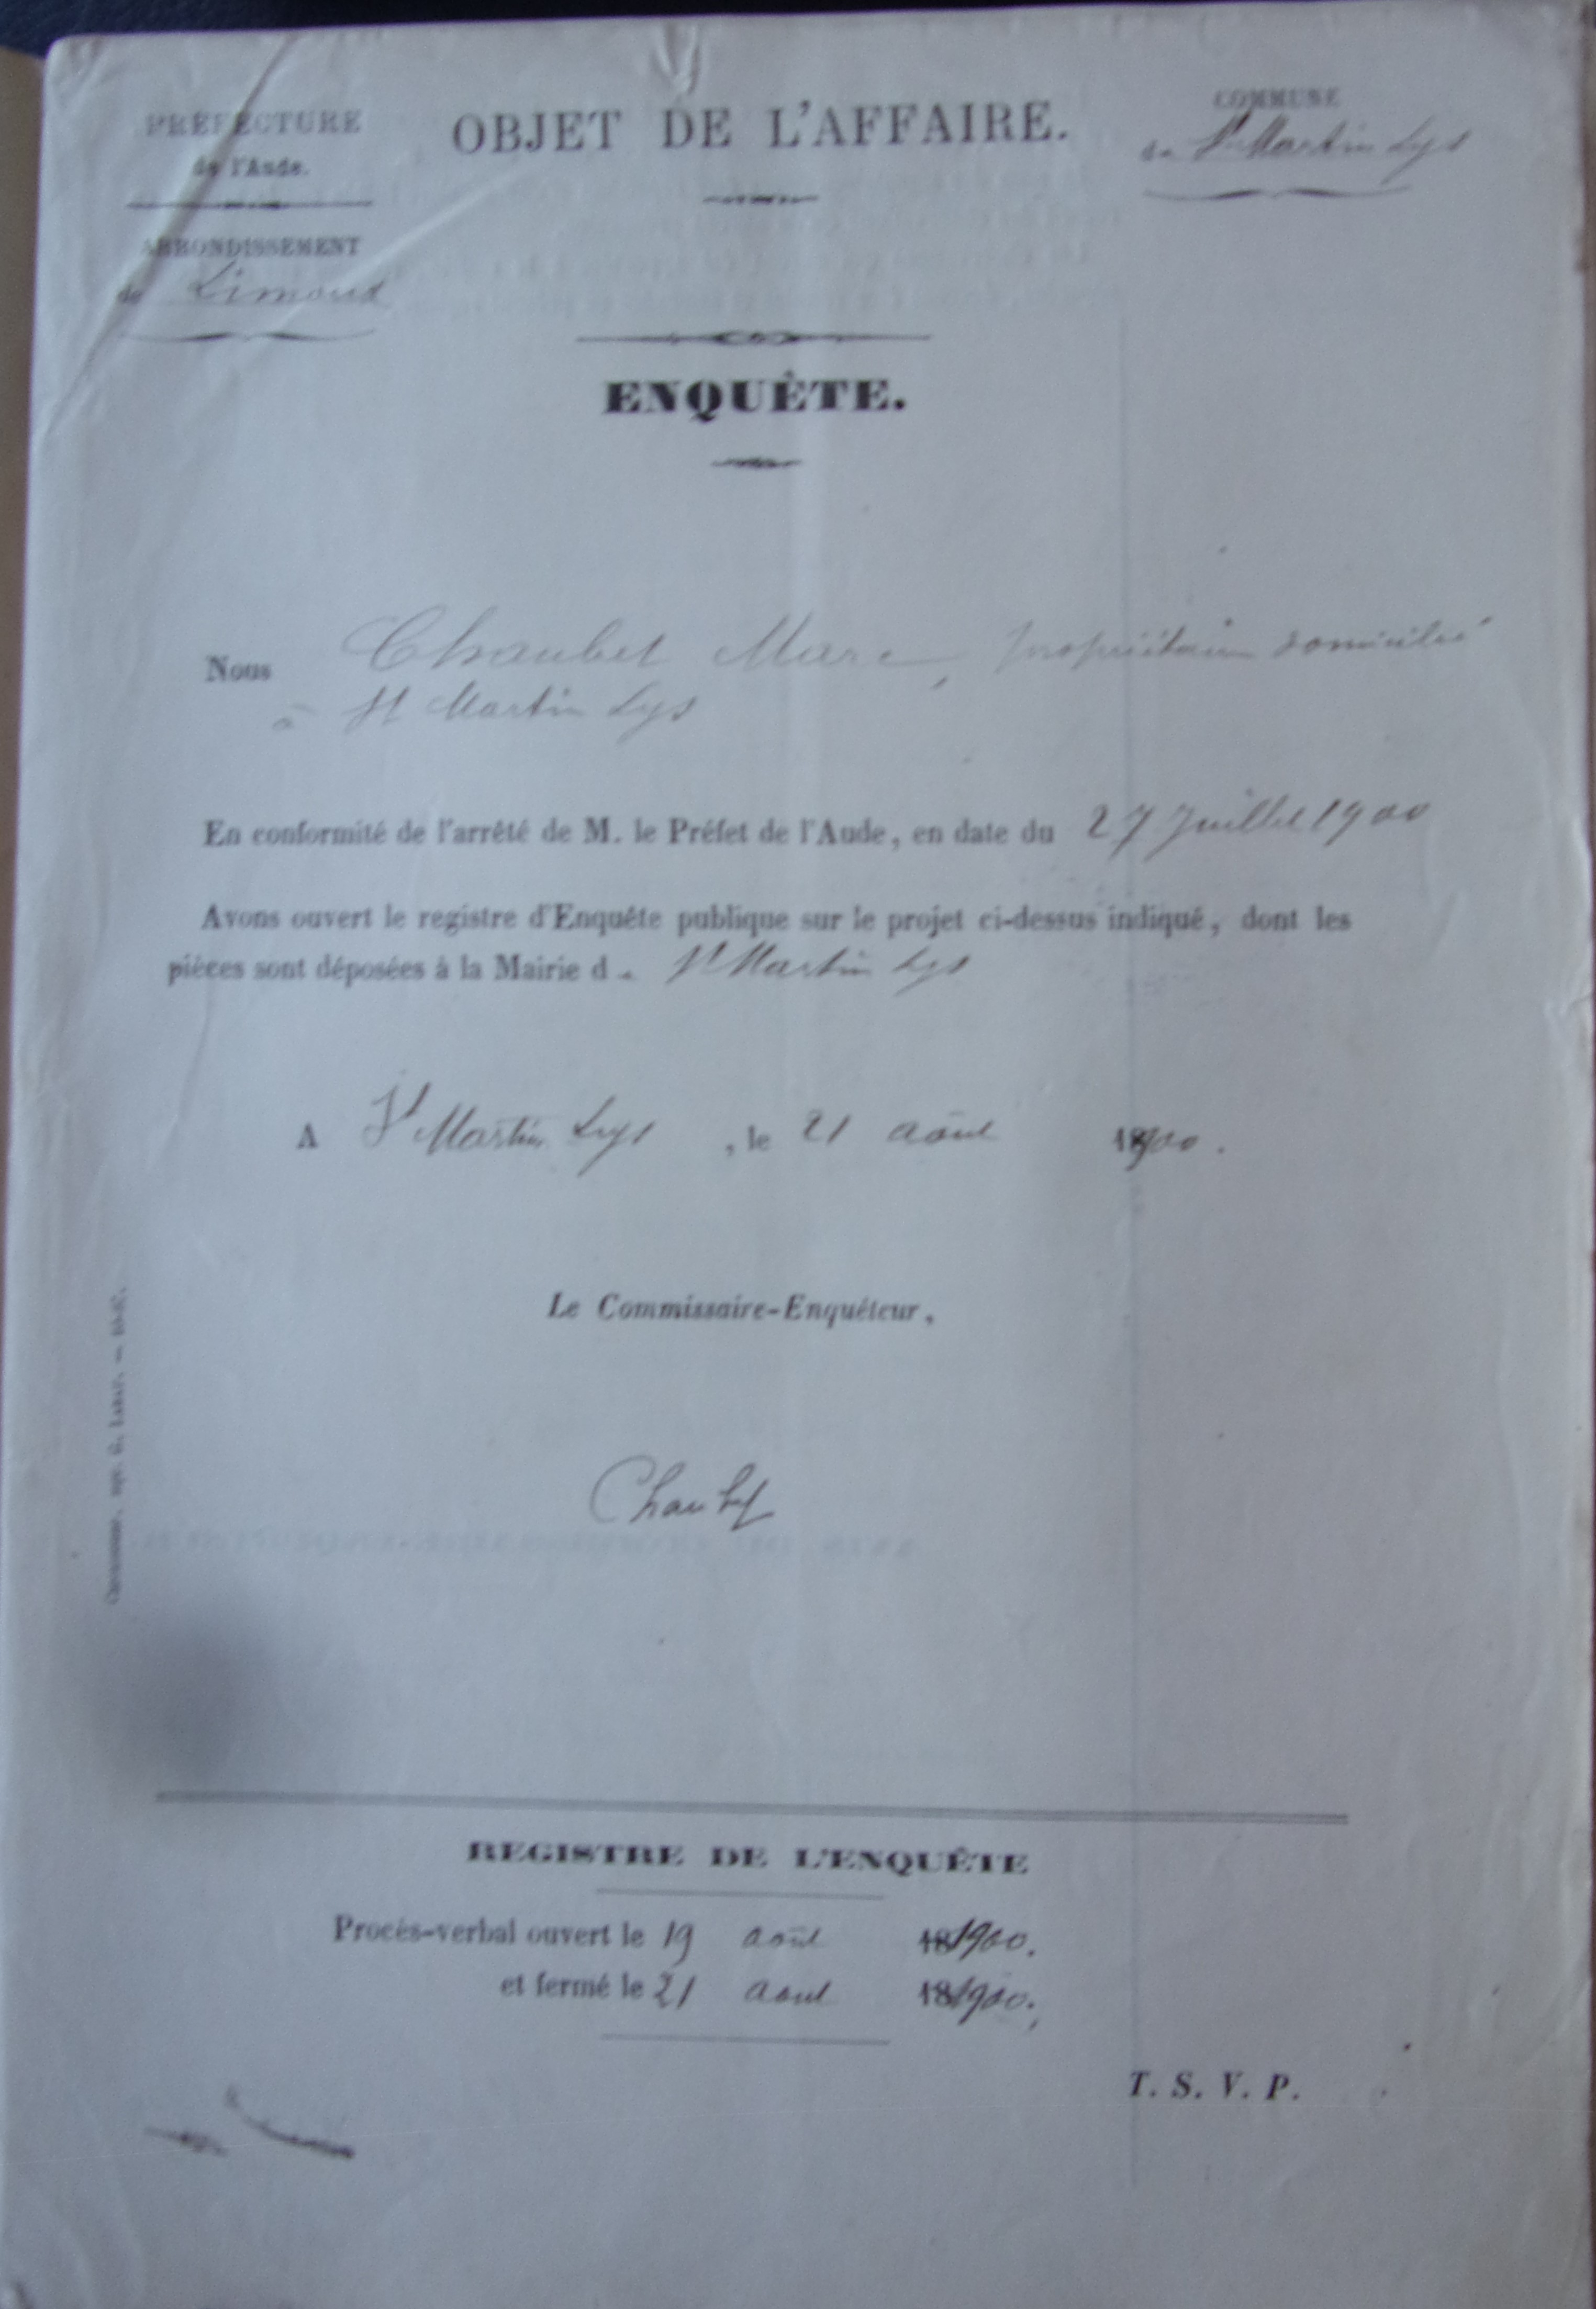 PRÉFECTURE
de l'Aude.
ARRONDISSEMENT
de Limoux
OBJET DE L'AFFAIRE.
COMMUNE
de St Martin Lys
ENQUÊTE.
Nous Chaubet Marc, propriétaire domicilié
à St Martin Lys
En conformité de l'arrêté de M. le Préfet de l'Aude, en date du 27 Juillet 1900
Avons ouvert le registre d'Enquête publique sur le projet ci-dessus indiqué, dont les
pièces sont déposées à la Mairie de St Martin Lys
A St Martin Lys, le 21 août 1900.
Le Commissaire-Enquêteur,
Chaubet
REGISTRE DE L'ENQUÊTE
Procès-verbal ouvert le 19 août 181900.
et fermé le 21 aout 181900.
T. S. V. P.